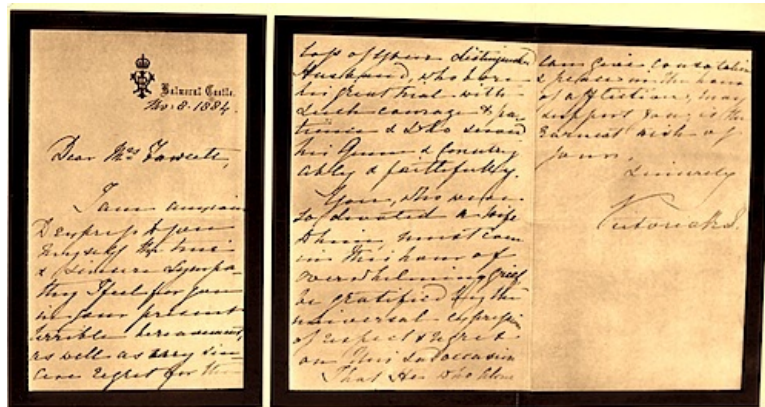 Balmoral Castle.
Nov: 8. 1884.
Dear Mrs Fawcett,
I am anxious
to express to you
myself the true
& sincere sympa-
thy I feel for you
in your present
terrible bereavement,
as well as my sin-
cere regret for the
loss of your distinguished
Husband, who bore
his great trial with
such courage & pa-
tience & who served
his Queen & Country
ably & faithfully.
You, who were
so devoted a wife
to him, must even
in this hour of
overwhelming grief
be gratified by the
universal expression
of respect & regret
on this sad occasion
That He who alone
can give consolation
& peace in the hour
of affliction, may
support you, is the
earnest wish of
yours,
sincerely
Victoria R.I.